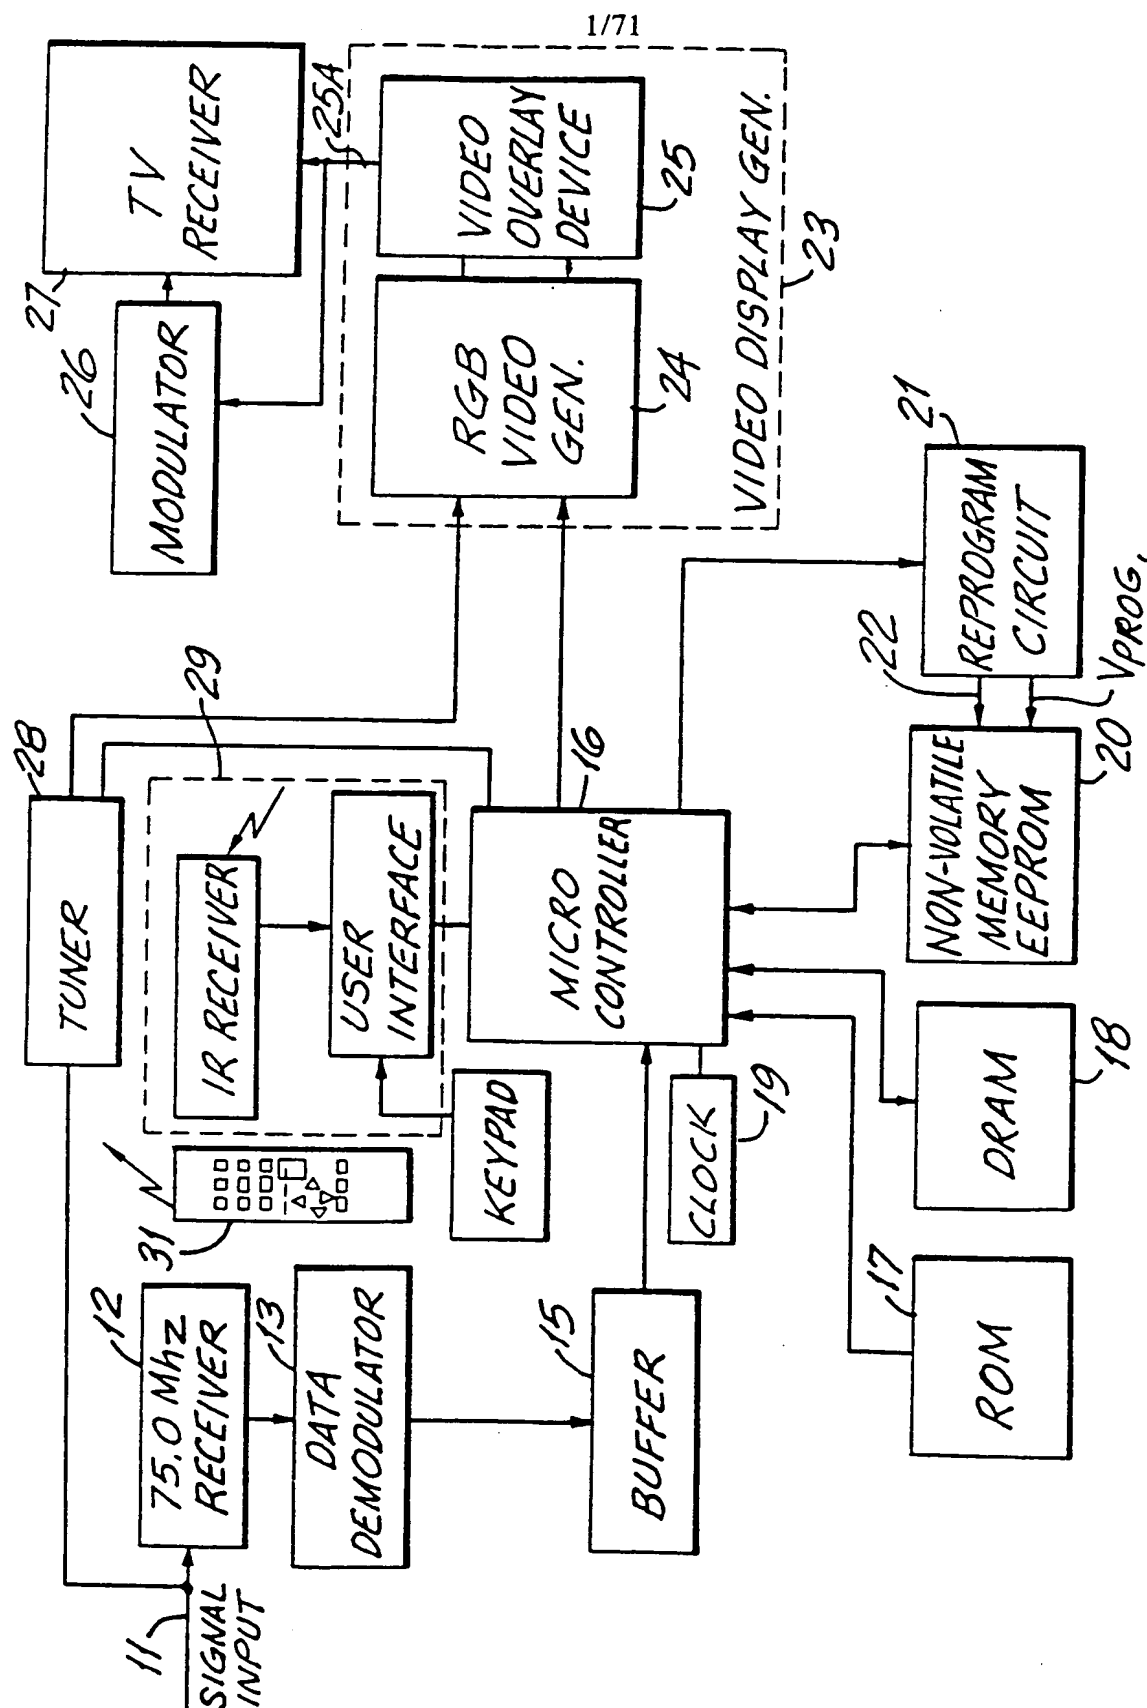 1/71
11
SIGNAL
INPUT
12
75.0 Mhz
RECEIVER
13
DATA
DEMODULATOR
15
BUFFER
31
28
TUNER
29
IR RECEIVER
USER
INTERFACE
KEYPAD
16
MICRO
CONTROLLER
CLOCK
19
17
ROM
DRAM
18
NON-VOLATILE
MEMORY
EEPROM
20
22
VPROG.
21
REPROGRAM
CIRCUIT
26
MODULATOR
27
TV
RECEIVER
25A
RGB
VIDEO
GEN.
24
VIDEO
OVERLAY
DEVICE
25
VIDEO DISPLAY GEN.
23